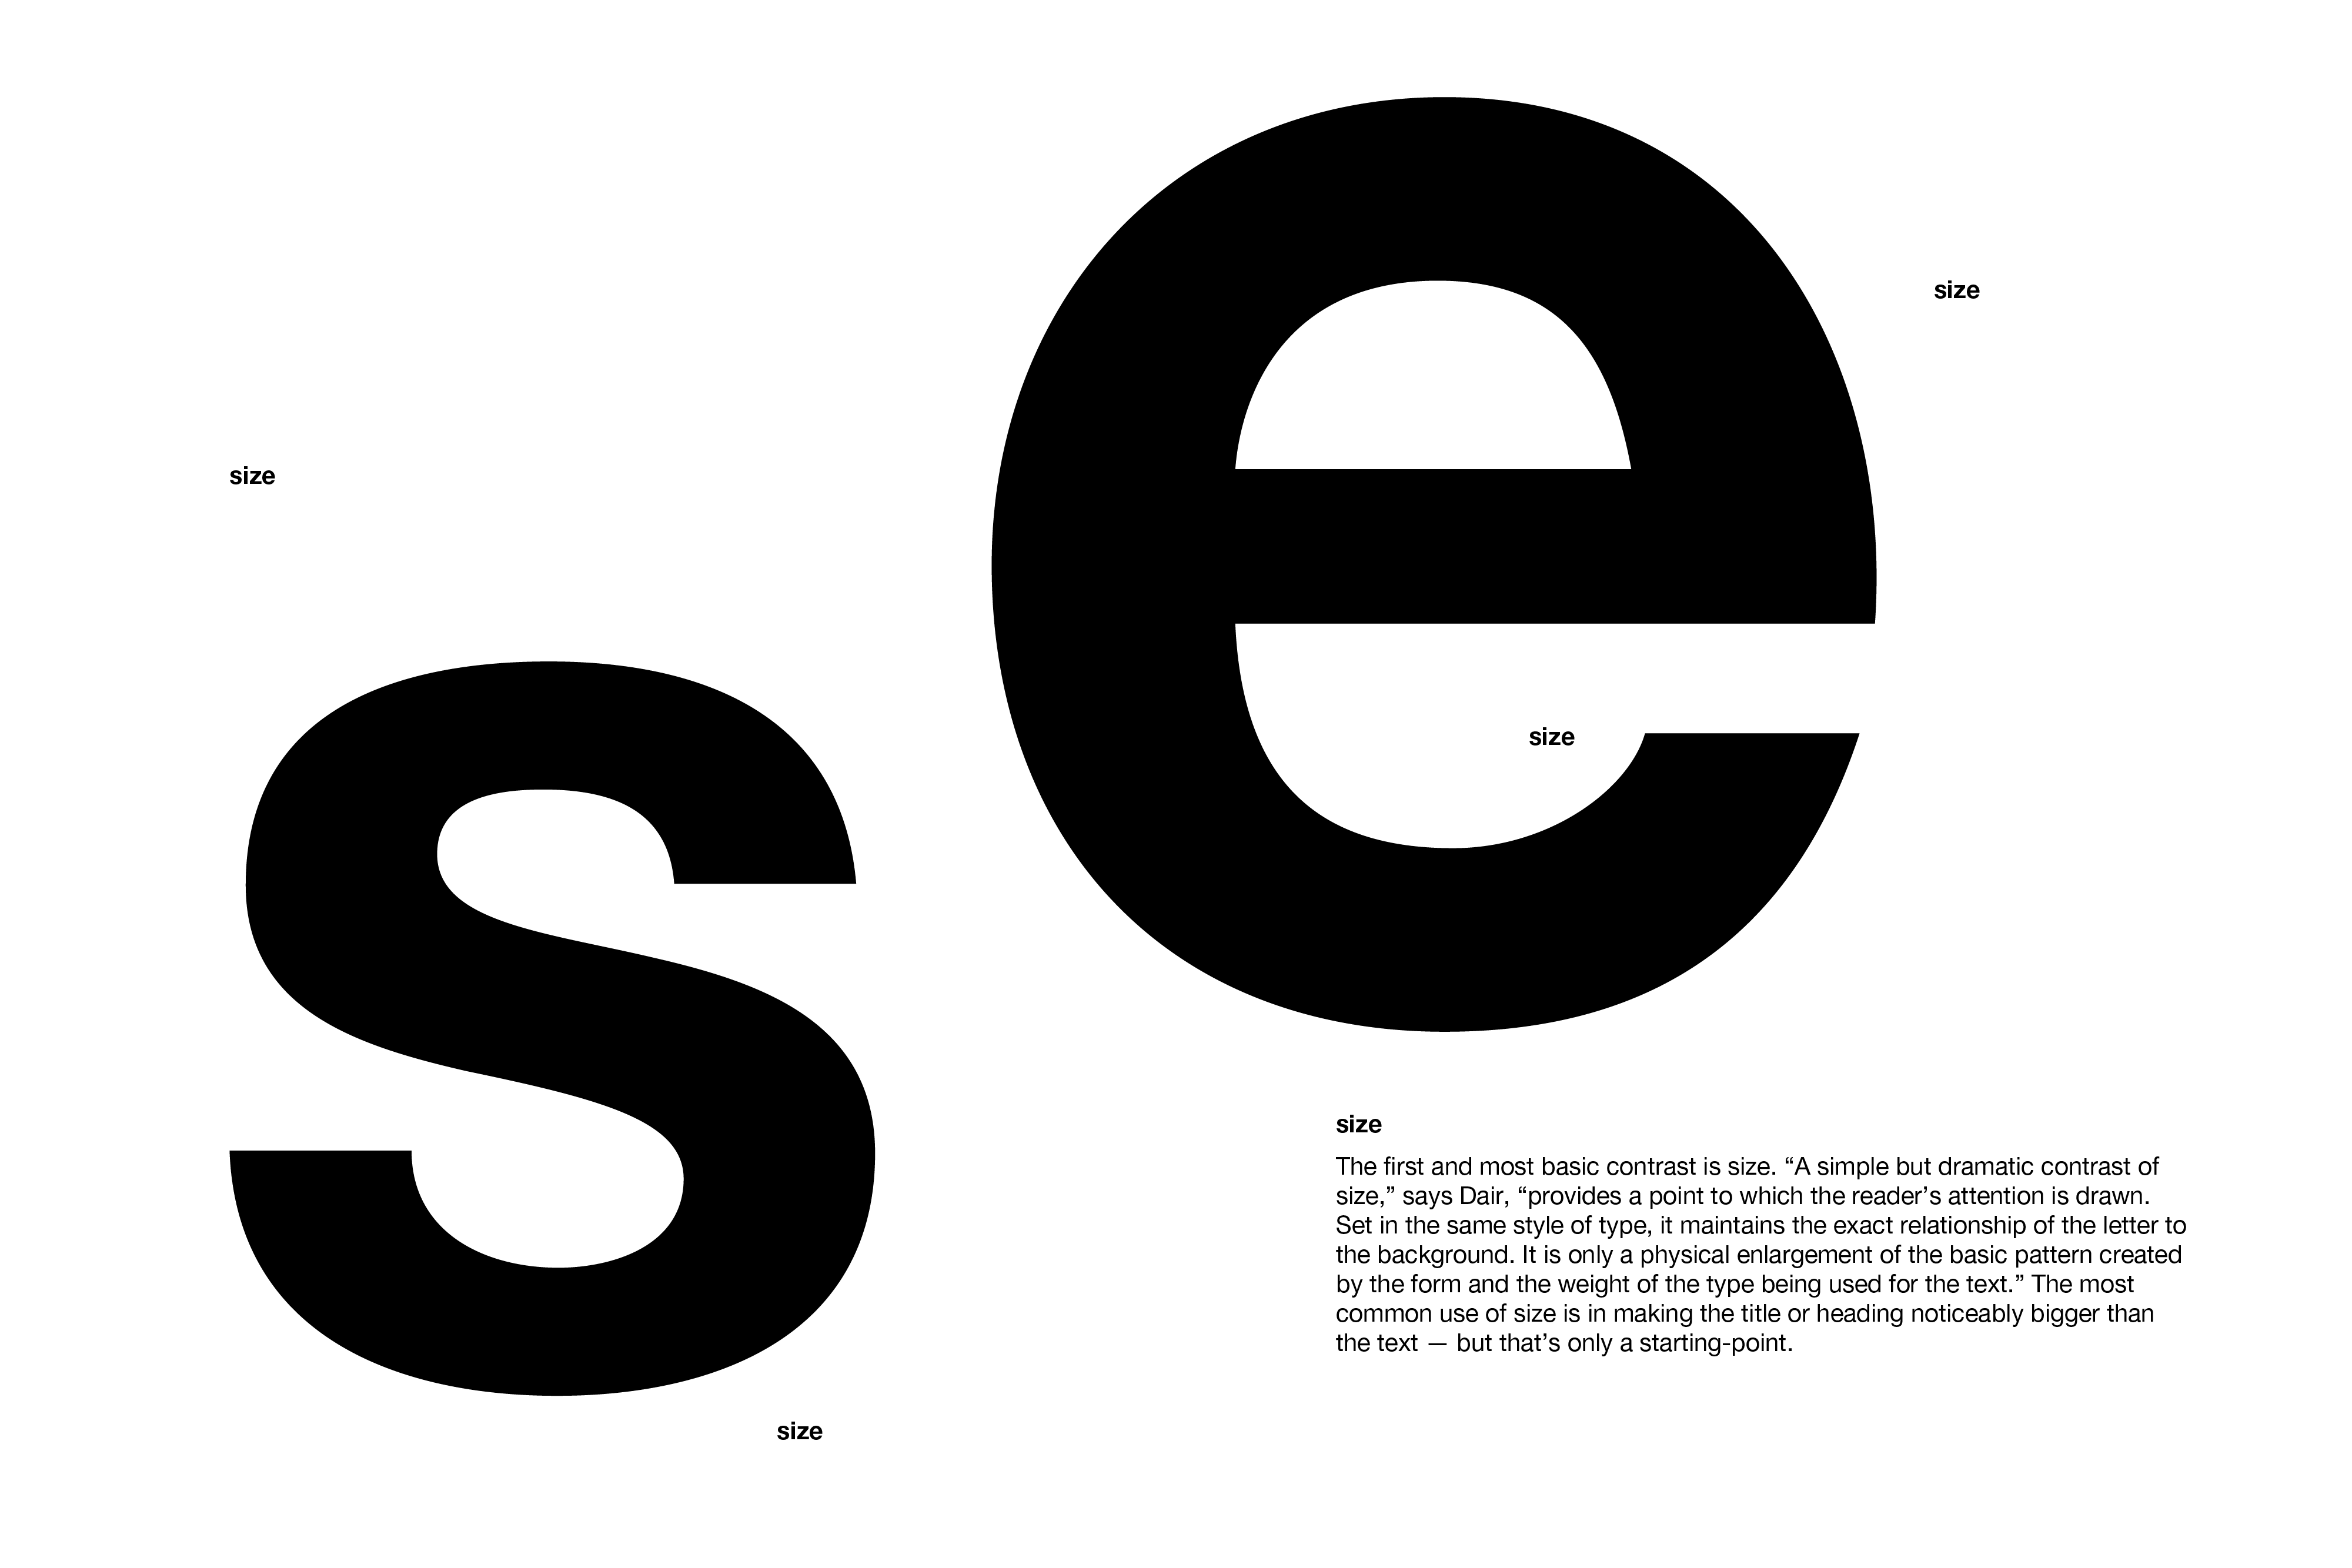 e
size
size
s
size
size
The first and most basic contrast is size. “A simple but dramatic contrast of
size,” says Dair, “provides a point to which the reader’s attention is drawn.
Set in the same style of type, it maintains the exact relationship of the letter to
the background. It is only a physical enlargement of the basic pattern created
by the form and the weight of the type being used for the text.” The most
common use of size is in making the title or heading noticeably bigger than
the text — but that’s only a starting-point.
size